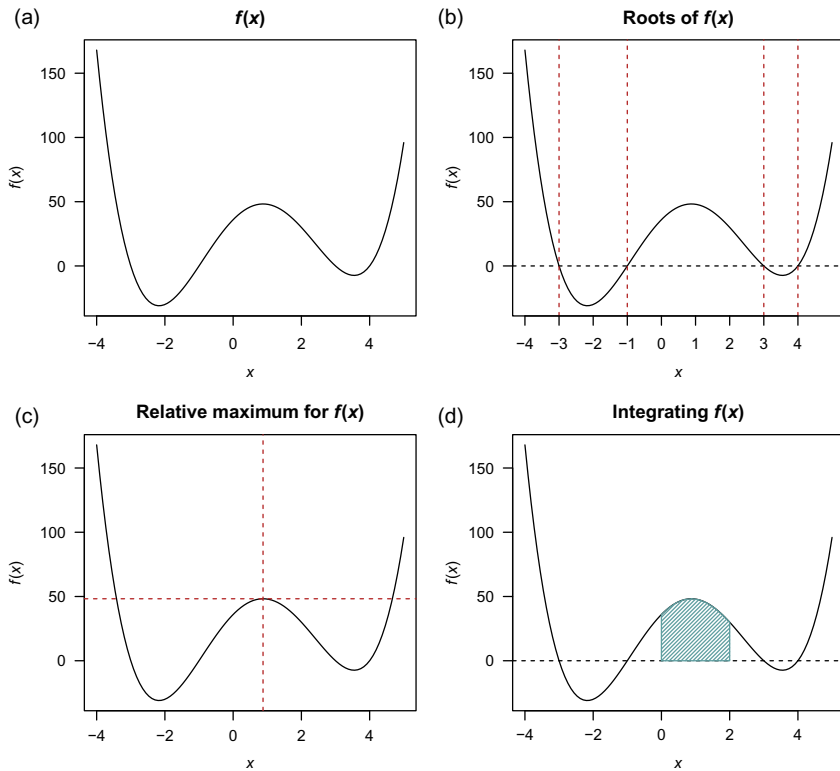 (a)
f(x)
150
100
50
0
f(x)
−4
−2
0
2
4
x
(b)
Roots of f(x)
150
100
50
0
f(x)
−4 −3
−1 0 1 2 3 4
x
(c)
Relative maximum for f(x)
150
100
50
0
f(x)
−4
−2
0
2
4
x
(d)
Integrating f(x)
150
100
50
0
f(x)
−4
−2
0
2
4
x